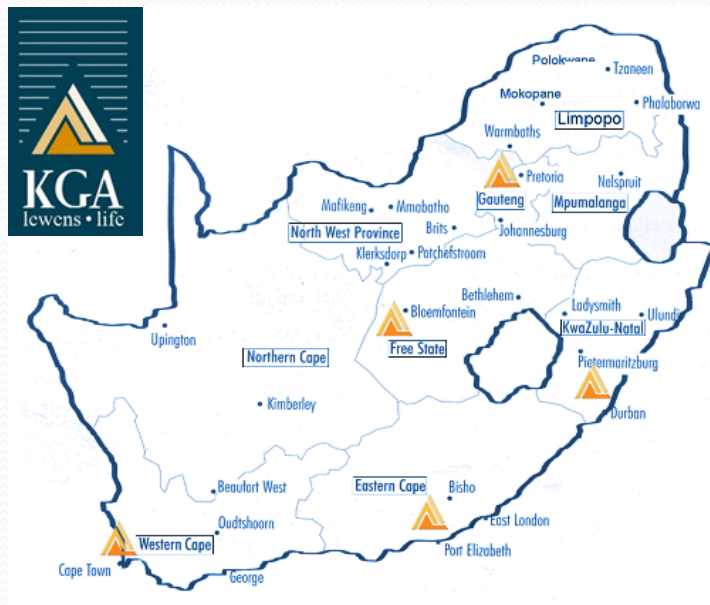 KGA
lewens • life
Polokwane
Tzaneen
Mokopane
Phalaborwa
Limpopo
Warmbaths
Pretoria
Nelspruit
Gauteng
Mpumalanga
Mafikeng
Mmabatho
North West Province
Brits
Johannesburg
Klerksdorp
Potchefstroom
Bethlehem
Ladysmith
Ulundi
Bloemfontein
KwaZulu-Natal
Upington
Free State
Northern Cape
Pietermaritzburg
Kimberley
Durban
Beaufort West
Eastern Cape
Bisho
Oudtshoorn
East London
Western Cape
Port Elizabeth
Cape Town
George